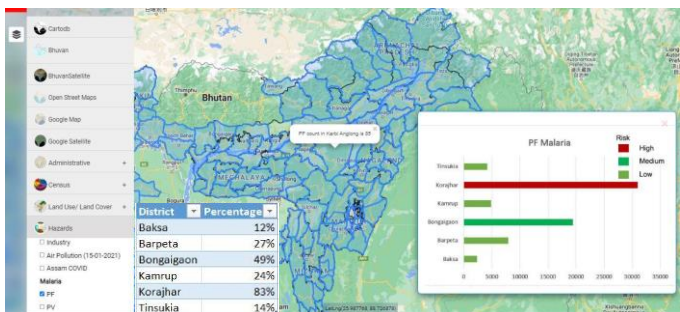 Cartodb
Bhuvan
BhuvanSatellite
Open Street Maps
Google Map
Google Satellite
Administrative +
Census +
Land Use/ Land Cover +
Hazards
Industry
Air Pollution (15-01-2021)
Assam COVID
Malaria
PF
PV
Thimphu
Bhutan
MEGHALAYA
Bogura
PF count in Karbi Anglong is 35
District Percentage
Baksa 12%
Barpeta 27%
Bongaigaon 49%
Kamrup 24%
Korajhar 83%
Tinsukia 14%
PF Malaria
Risk
High
Medium
Low
Tinsukia
Korajhar
Kamrup
Bongaigaon
Barpeta
Baksa
0 5000 10000 15000 20000 25000 30000 35000